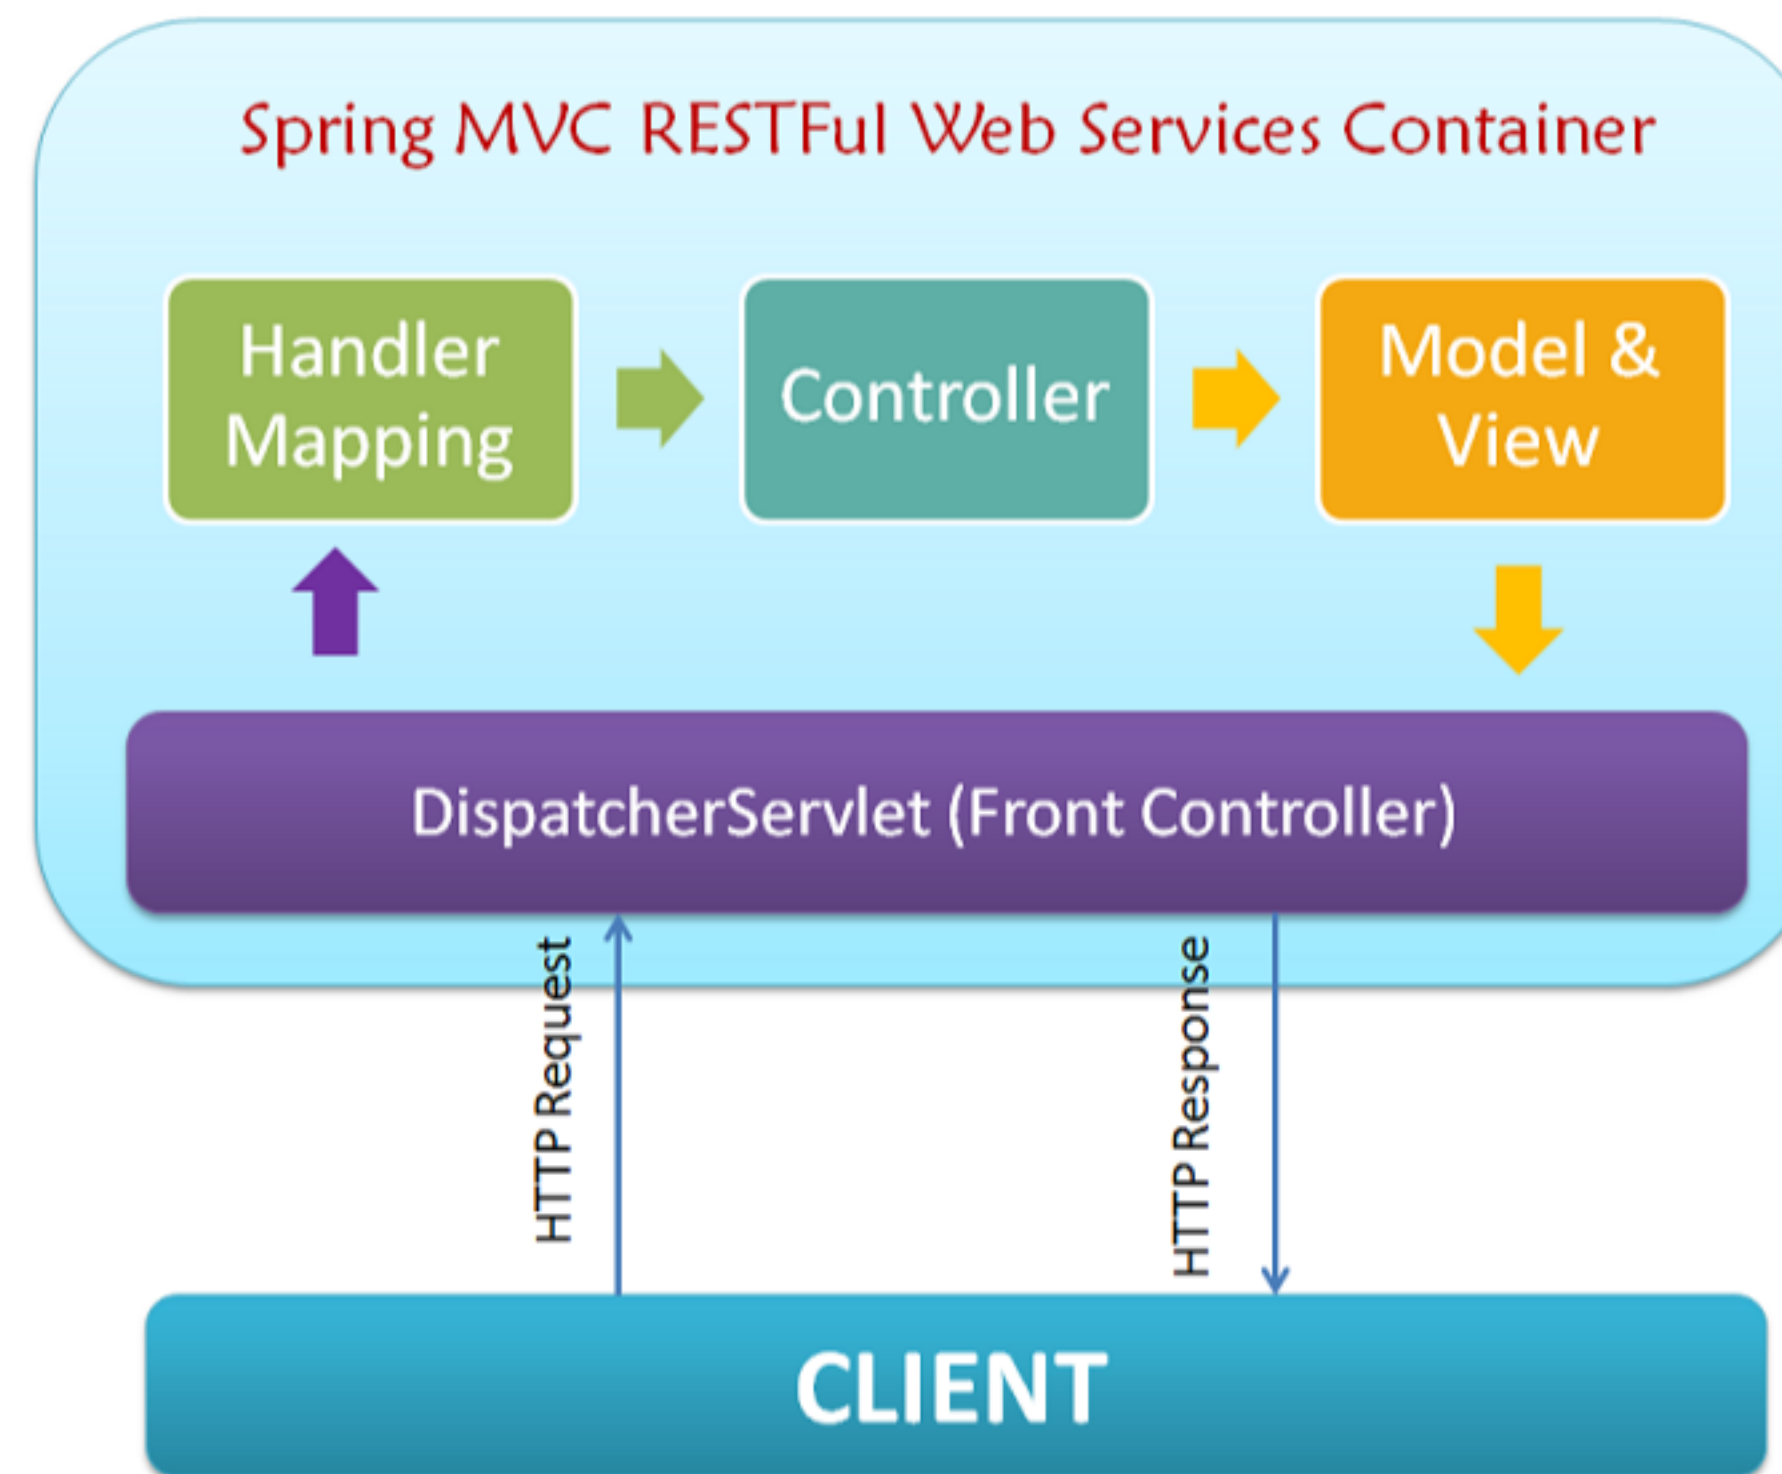 Spring MVC RESTFul Web Services Container
Handler
Mapping
Controller
Model &
View
DispatcherServlet (Front Controller)
HTTP Request
HTTP Response
CLIENT